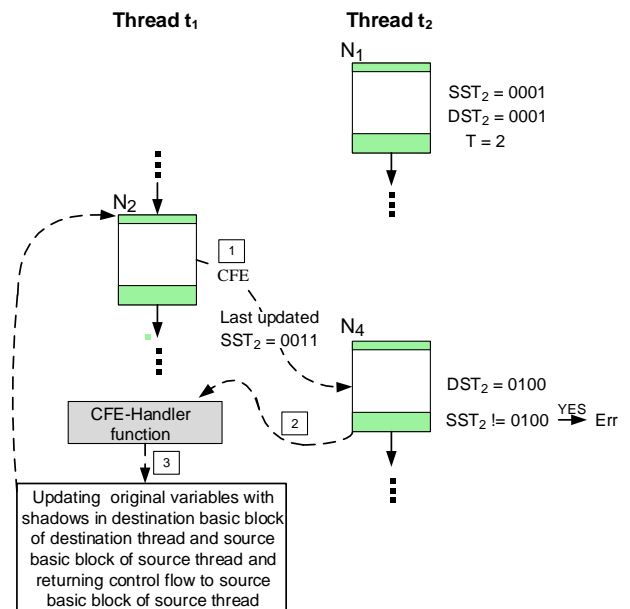 Thread t₁
Thread t₂
N₁
SST₂ = 0001
DST₂ = 0001
T = 2
N₂
1
CFE
Last updated
SST₂ = 0011
N₄
DST₂ = 0100
SST₂ != 0100 YES Err
2
CFE-Handler
function
3
Updating original variables with
shadows in destination basic block
of destination thread and source
basic block of source thread and
returning control flow to source
basic block of source thread